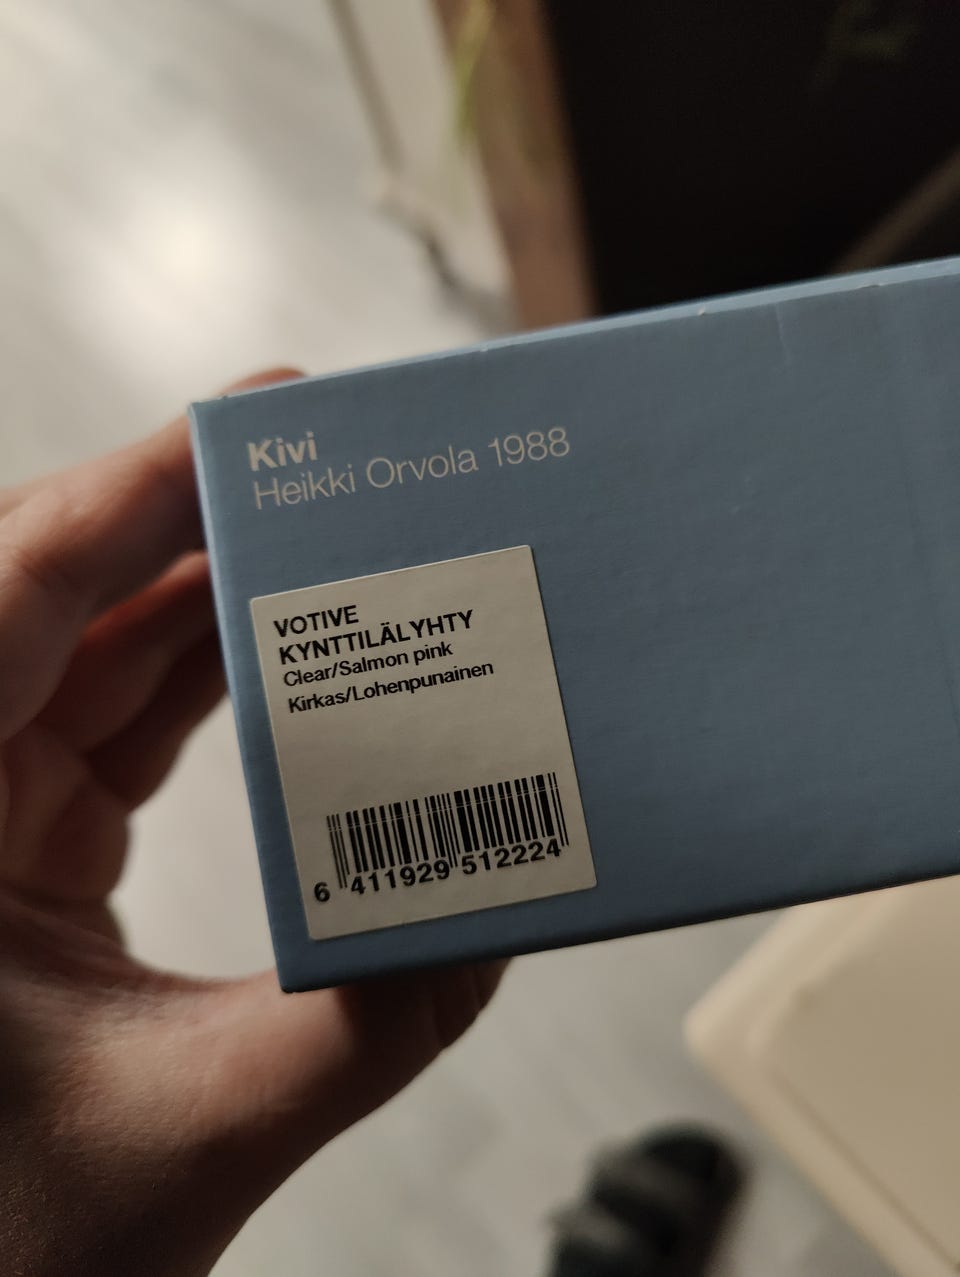 Kivi
Heikki Orvola 1988
VOTIVE
KYNTTILÄLYHTY
Clear/Salmon pink
Kirkas/Lohenpunainen
6 411929 512224